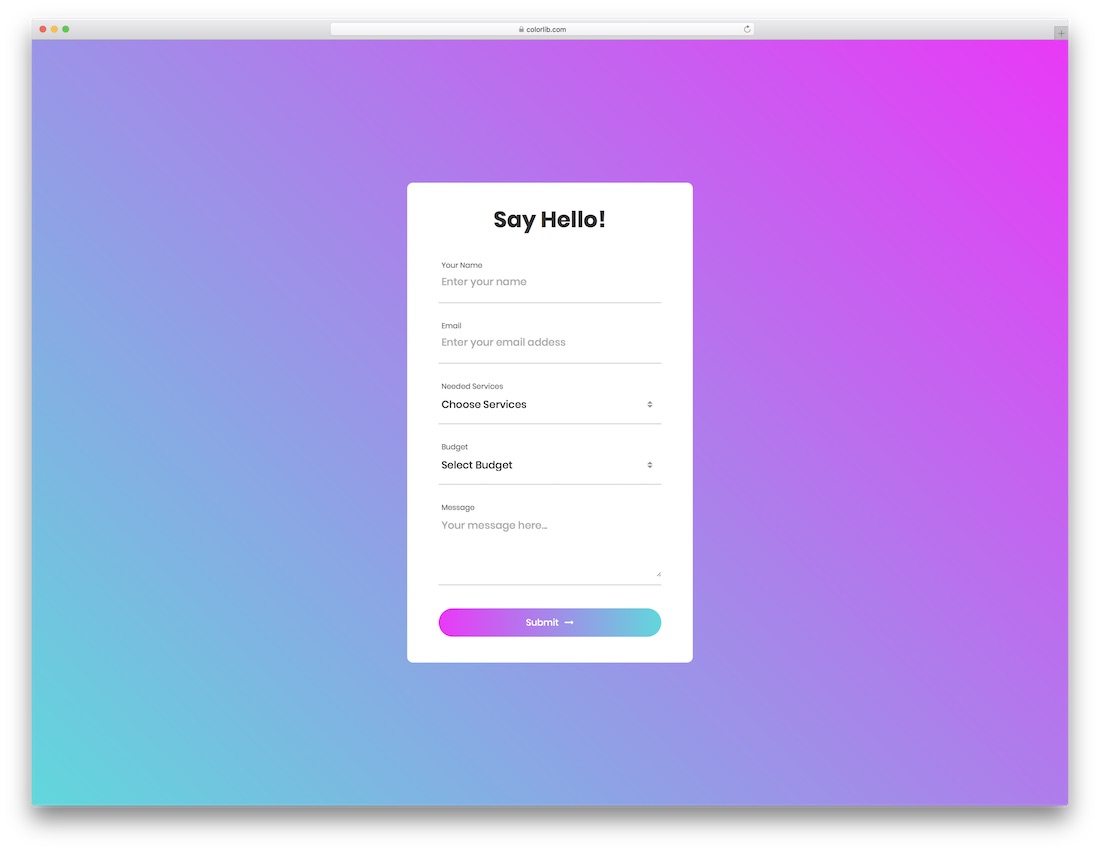 colorlib.com
Say Hello!
Your Name
Enter your name
Email
Enter your email addess
Needed Services
Choose Services
Budget
Select Budget
Message
Your message here...
Submit →